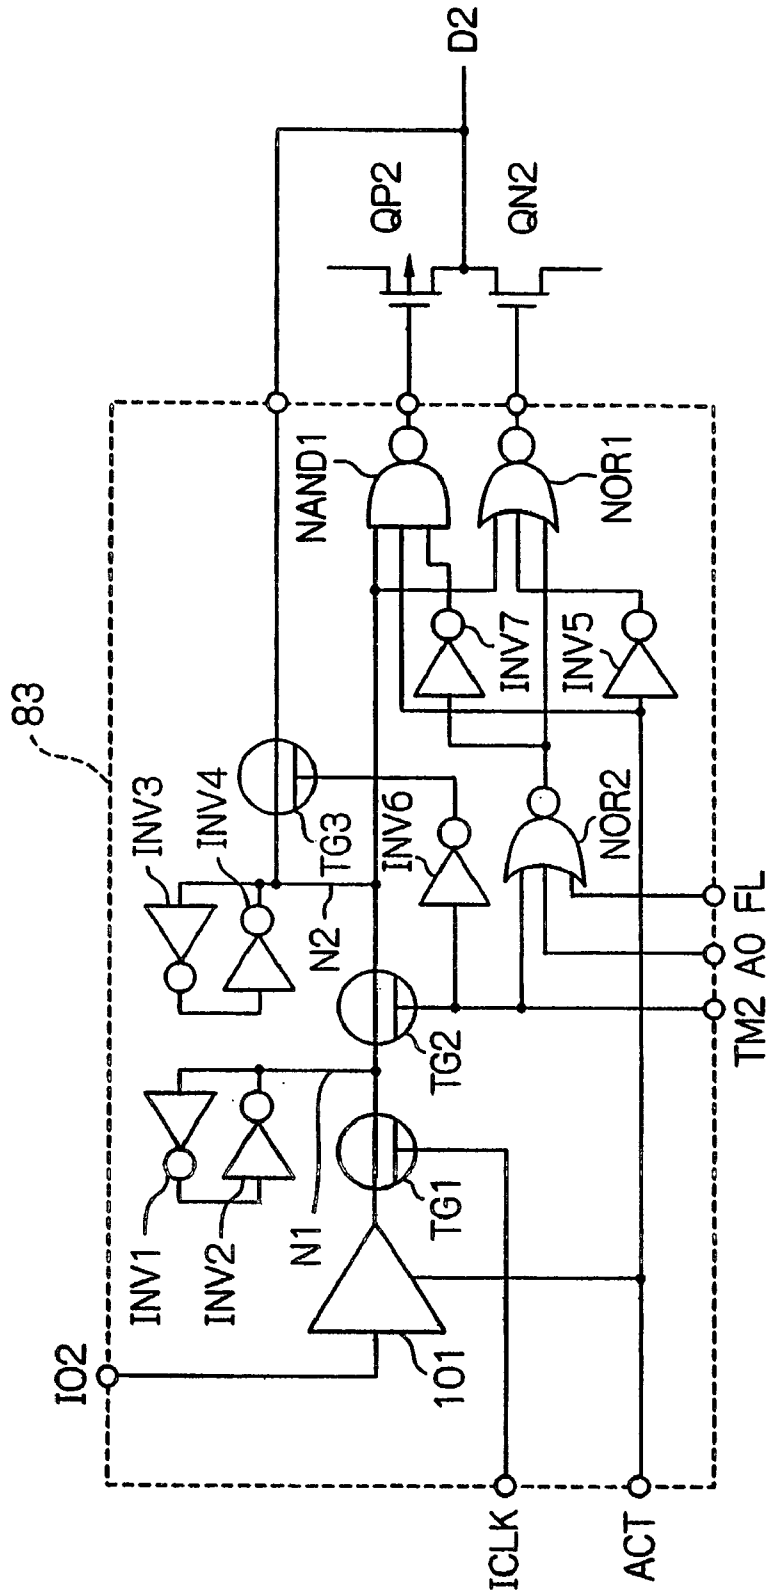 83
IO2
INV1
INV2
N1
101
TG1
ICLK
ACT
INV3
INV4
N2
TG2
TG3
INV6
TM2
A0
FL
NOR2
INV7
INV5
NAND1
NOR1
QP2
QN2
D2